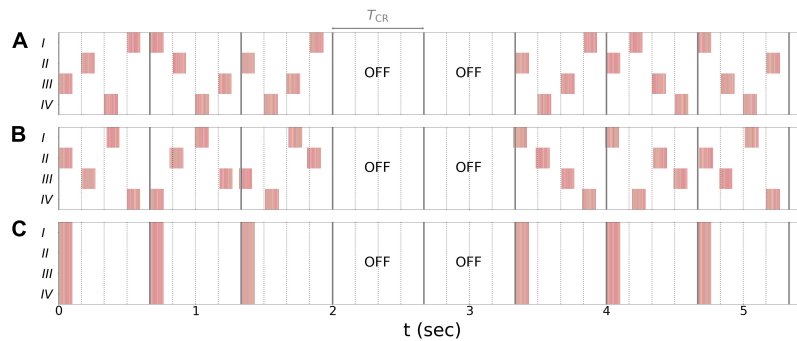 T_CR
A
I
II
III
IV
OFF OFF
B
I
II
III
IV
OFF OFF
C
I
II
III
IV
OFF OFF
0 1 2 3 4 5
t (sec)